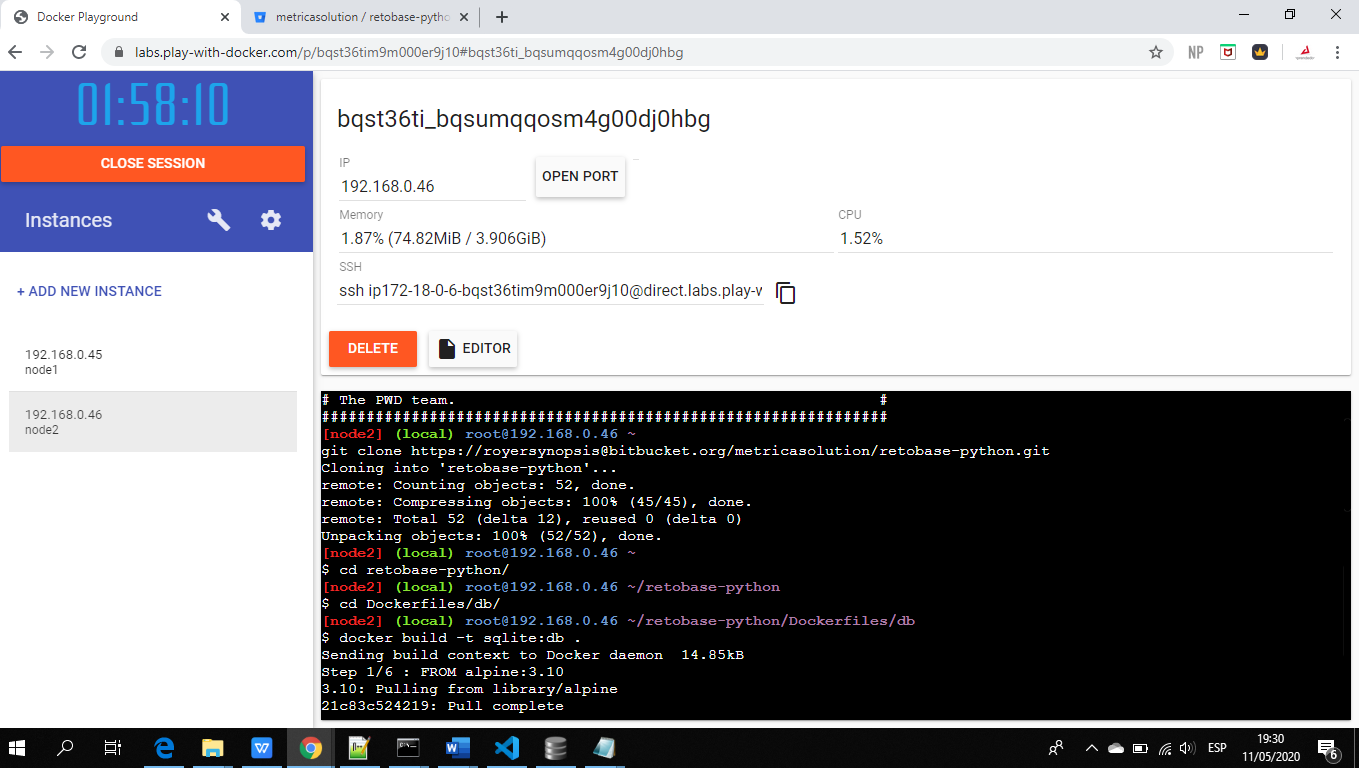 Docker Playground
metricasolution / retobase-pytho
labs.play-with-docker.com/p/bqst36tim9m000er9j10#bqst36ti_bqsumqqosm4g00dj0hbg
NP
01:58:10
CLOSE SESSION
Instances
+ ADD NEW INSTANCE
192.168.0.45
node1
192.168.0.46
node2
bqst36ti_bqsumqqosm4g00dj0hbg
IP
192.168.0.46
OPEN PORT
Memory
1.87% (74.82MiB / 3.906GiB)
CPU
1.52%
SSH
ssh ip172-18-0-6-bqst36tim9m000er9j10@direct.labs.play-w
DELETE
EDITOR
# The PWD team. #
###############################################################
[node2] (local) root@192.168.0.46 ~
git clone https://royersynopsis@bitbucket.org/metricasolution/retobase-python.git
Cloning into 'retobase-python'...
remote: Counting objects: 52, done.
remote: Compressing objects: 100% (45/45), done.
remote: Total 52 (delta 12), reused 0 (delta 0)
Unpacking objects: 100% (52/52), done.
[node2] (local) root@192.168.0.46 ~
$ cd retobase-python/
[node2] (local) root@192.168.0.46 ~/retobase-python
$ cd Dockerfiles/db/
[node2] (local) root@192.168.0.46 ~/retobase-python/Dockerfiles/db
$ docker build -t sqlite:db .
Sending build context to Docker daemon  14.85kB
Step 1/6 : FROM alpine:3.10
3.10: Pulling from library/alpine
21c83c524219: Pull complete
ESP
19:30
11/05/2020
6